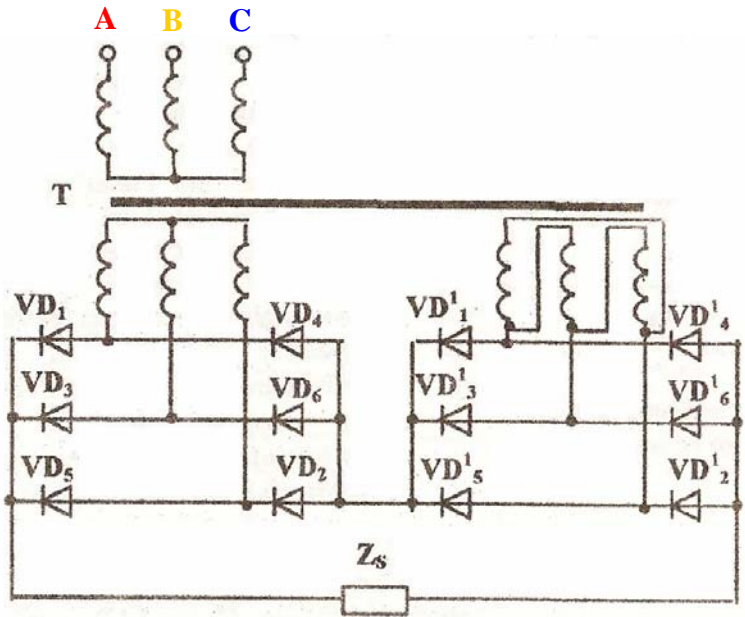 A B C
T
VD₁ VD₄ VD¹₁ VD¹₄
VD₃ VD₆ VD¹₃ VD¹₆
VD₅ VD₂ VD¹₅ VD¹₂
Zs